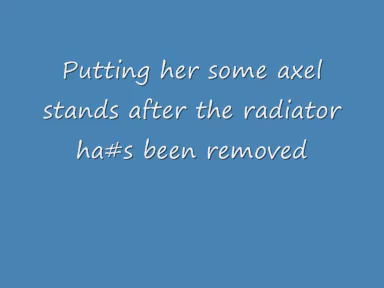 Putting her some axel
stands after the radiator
ha#s been removed